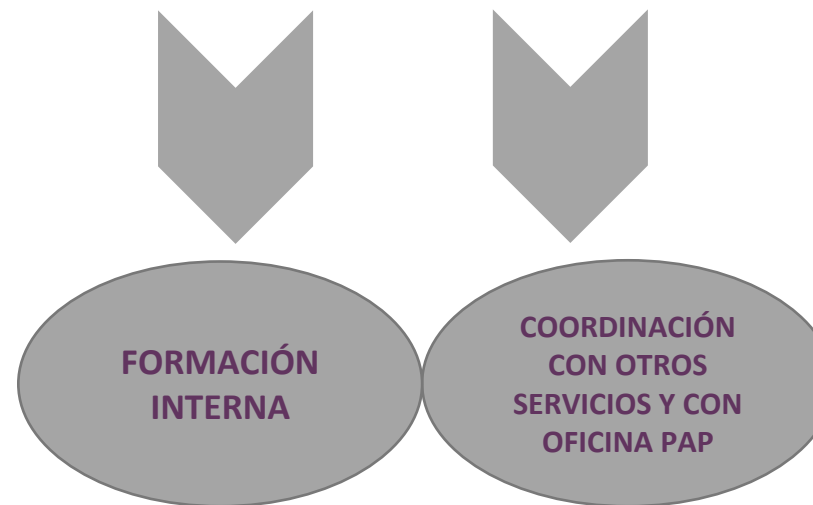 FORMACIÓN
INTERNA
COORDINACIÓN
CON OTROS
SERVICIOS Y CON
OFICINA PAP